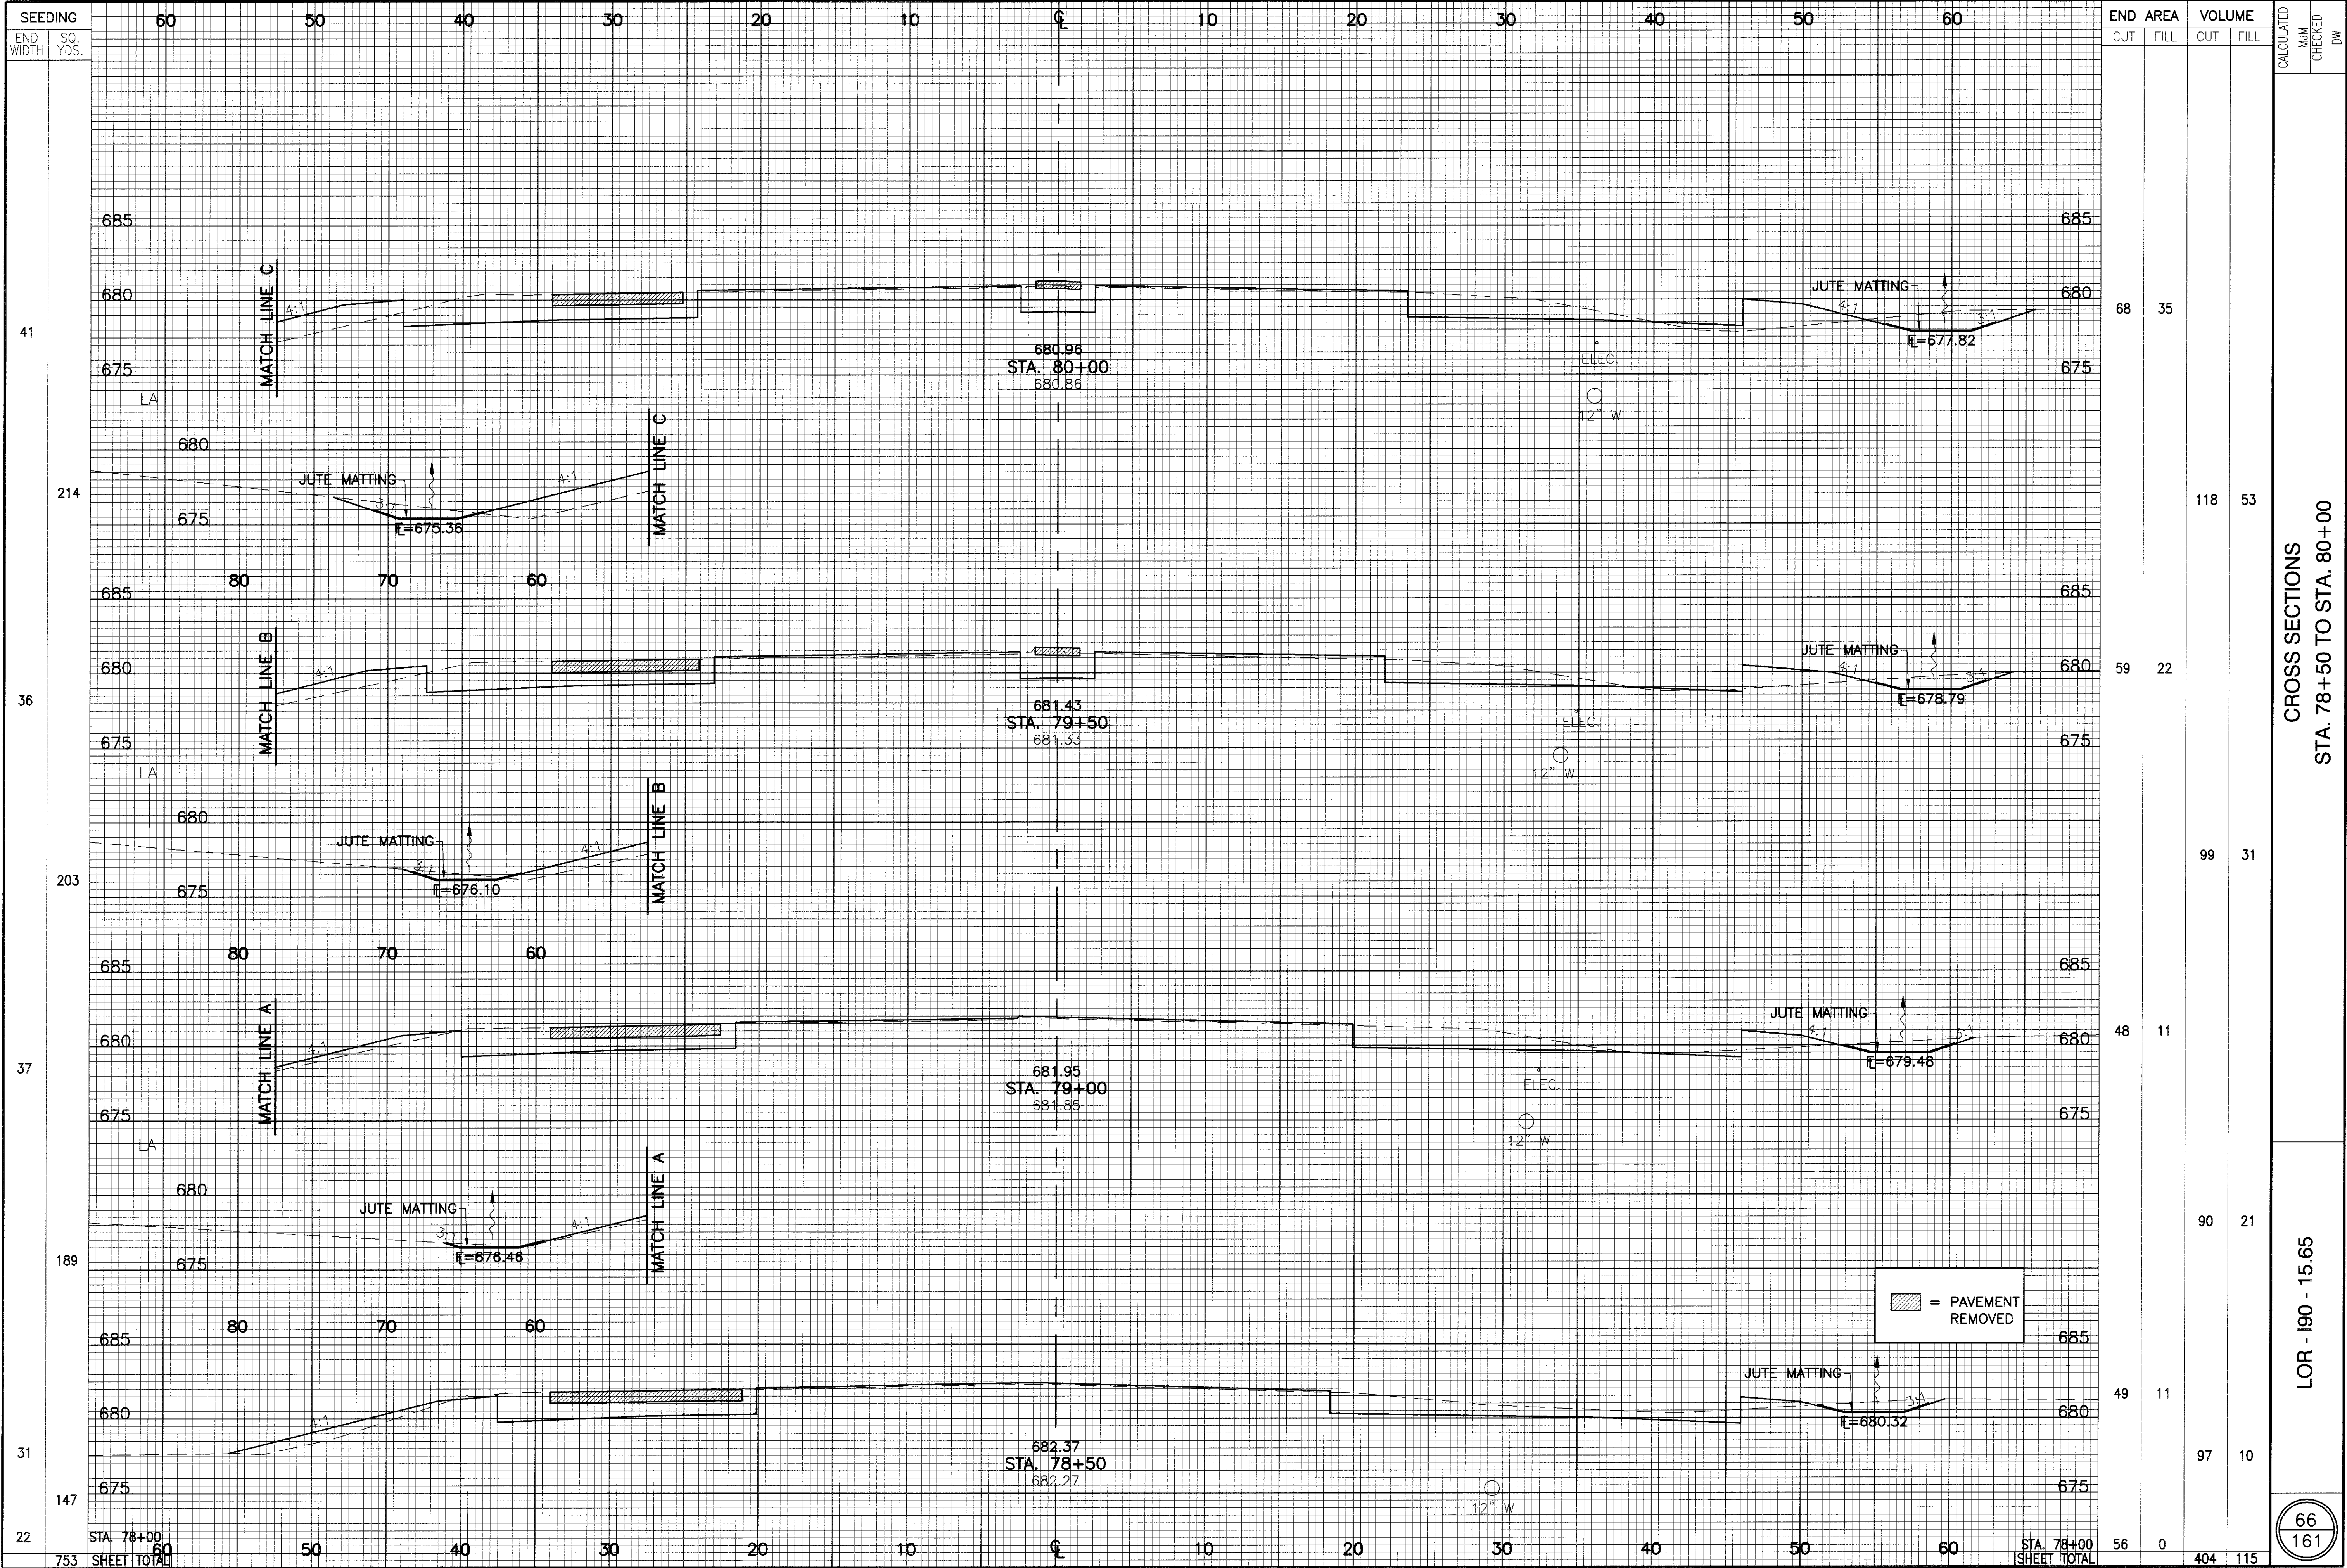 SEEDING
END WIDTH
SQ. YDS.
60 50 40 30 20 10 ℄ 10 20 30 40 50 60
END AREA
VOLUME
CUT FILL CUT FILL
CALCULATED
MJM
CHECKED
DW
685 685
MATCH LINE C
4:1
680 680
JUTE MATTING
4:1
3:1
68 35
41
FL=677.82
680.96
STA. 80+00
680.86
ELEC.
675 675
LA
12" W
680
MATCH LINE C
JUTE MATTING
4:1
3:1
214
118 53
675
FL=675.36
80 70 60
685 685
MATCH LINE B
4:1
680 680
JUTE MATTING
4:1
3:1
59 22
36
FL=678.79
681.43
STA. 79+50
681.33
ELEC.
675 675
LA
12" W
680
MATCH LINE B
JUTE MATTING
4:1
3:1
99 31
203
675
FL=676.10
80 70 60
685 685
MATCH LINE A
4:1
680 680
JUTE MATTING
4:1
3:1
48 11
37
FL=679.48
681.95
STA. 79+00
681.85
ELEC.
675 675
LA
12" W
680
MATCH LINE A
JUTE MATTING
4:1
3:1
90 21
189
675
FL=676.46
= PAVEMENT
REMOVED
80 70 60
685 685
4:1
680 680
JUTE MATTING
3:1
49 11
FL=680.32
31
682.37
STA. 78+50
682.27
97 10
675 675
12" W
147
22
STA. 78+00
60 50 40 30 20 10 ℄ 10 20 30 40 50 60
STA. 78+00
56 0
753 SHEET TOTAL
SHEET TOTAL 404 115
CROSS SECTIONS
STA. 78+50 TO STA. 80+00
LOR - I90 - 15.65
66
161